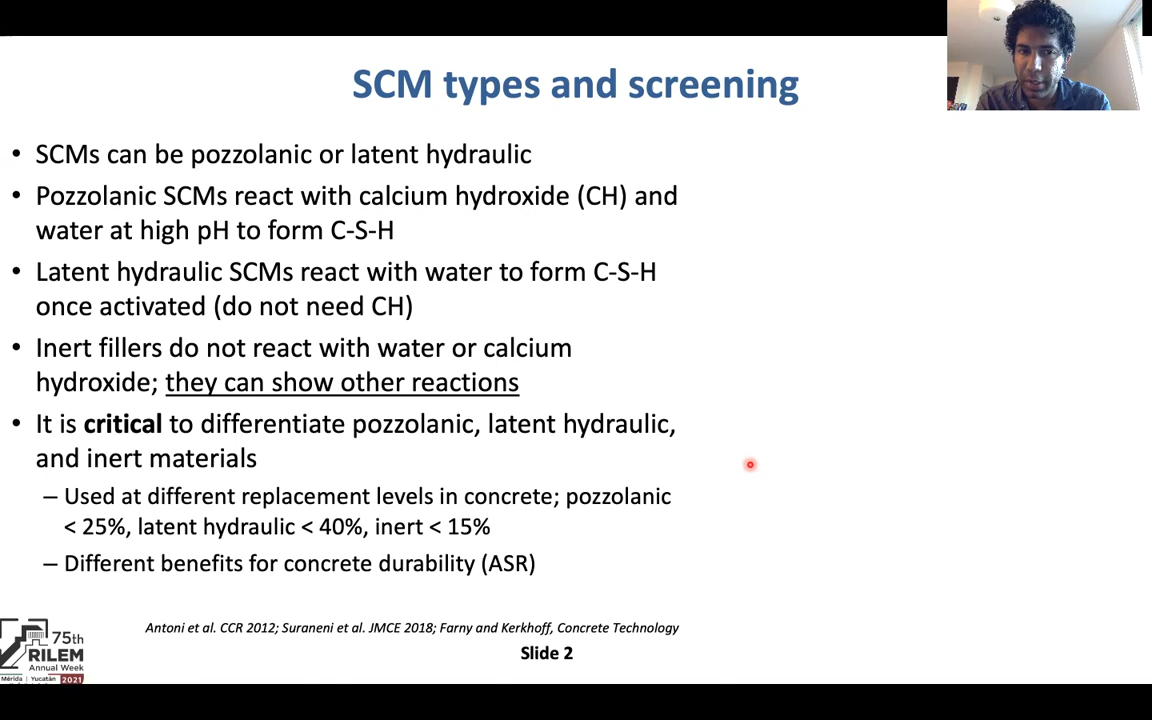 SCM types and screening
• SCMs can be pozzolanic or latent hydraulic
• Pozzolanic SCMs react with calcium hydroxide (CH) and
water at high pH to form C-S-H
• Latent hydraulic SCMs react with water to form C-S-H
once activated (do not need CH)
• Inert fillers do not react with water or calcium
hydroxide; they can show other reactions
• It is critical to differentiate pozzolanic, latent hydraulic,
and inert materials
– Used at different replacement levels in concrete; pozzolanic
< 25%, latent hydraulic < 40%, inert < 15%
– Different benefits for concrete durability (ASR)
Antoni et al. CCR 2012; Suraneni et al. JMCE 2018; Farny and Kerkhoff, Concrete Technology
Slide 2
75th
RILEM
Annual Week
Mérida | Yucatán 2021